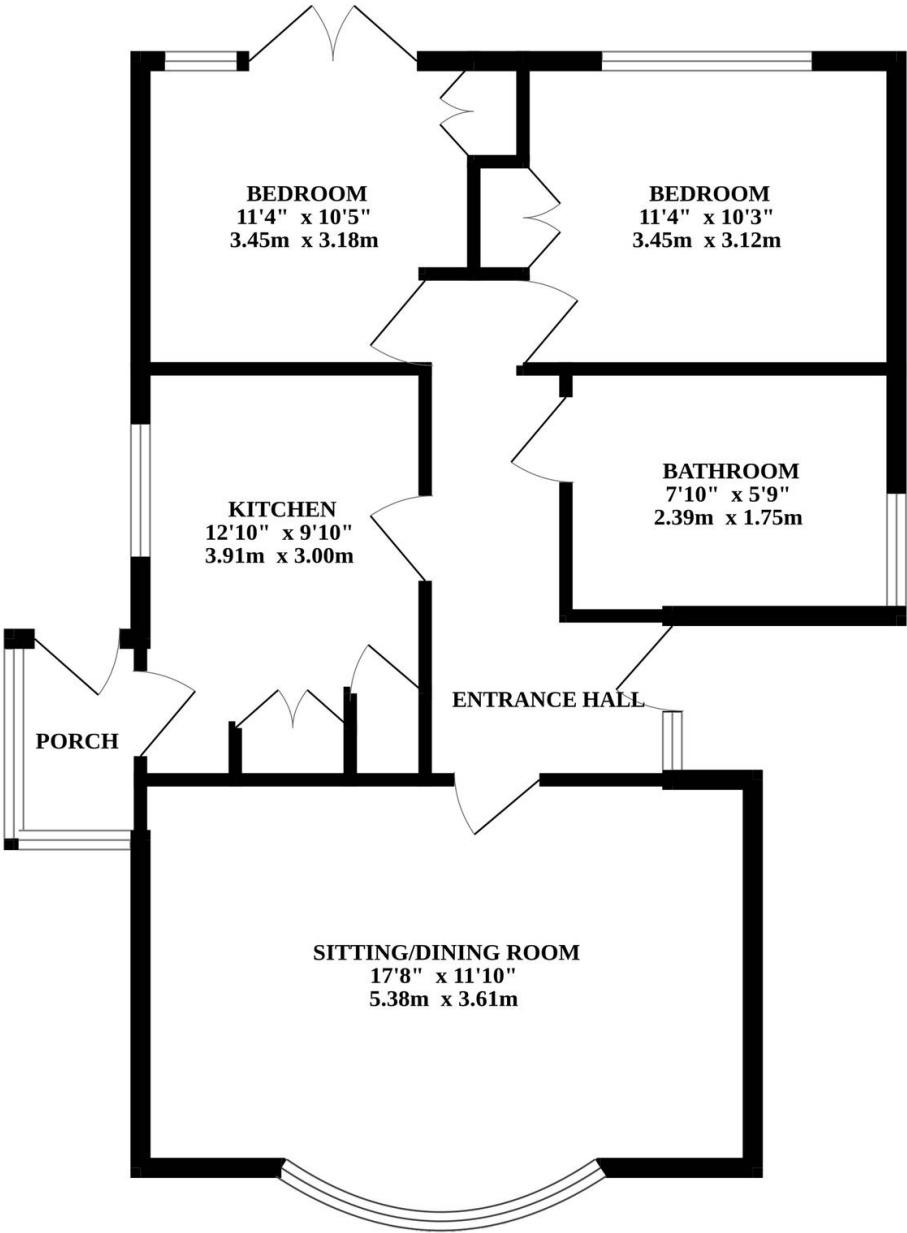 BEDROOM
11'4" x 10'5"
3.45m x 3.18m
BEDROOM
11'4" x 10'3"
3.45m x 3.12m
KITCHEN
12'10" x 9'10"
3.91m x 3.00m
BATHROOM
7'10" x 5'9"
2.39m x 1.75m
ENTRANCE HALL
PORCH
SITTING/DINING ROOM
17'8" x 11'10"
5.38m x 3.61m